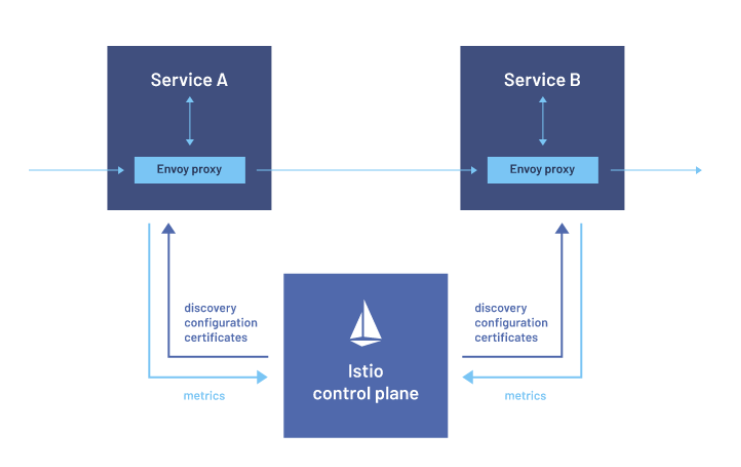 Service A
Service B
Envoy proxy
Envoy proxy
discovery
configuration
certificates
discovery
configuration
certificates
Istio
control plane
metrics
metrics